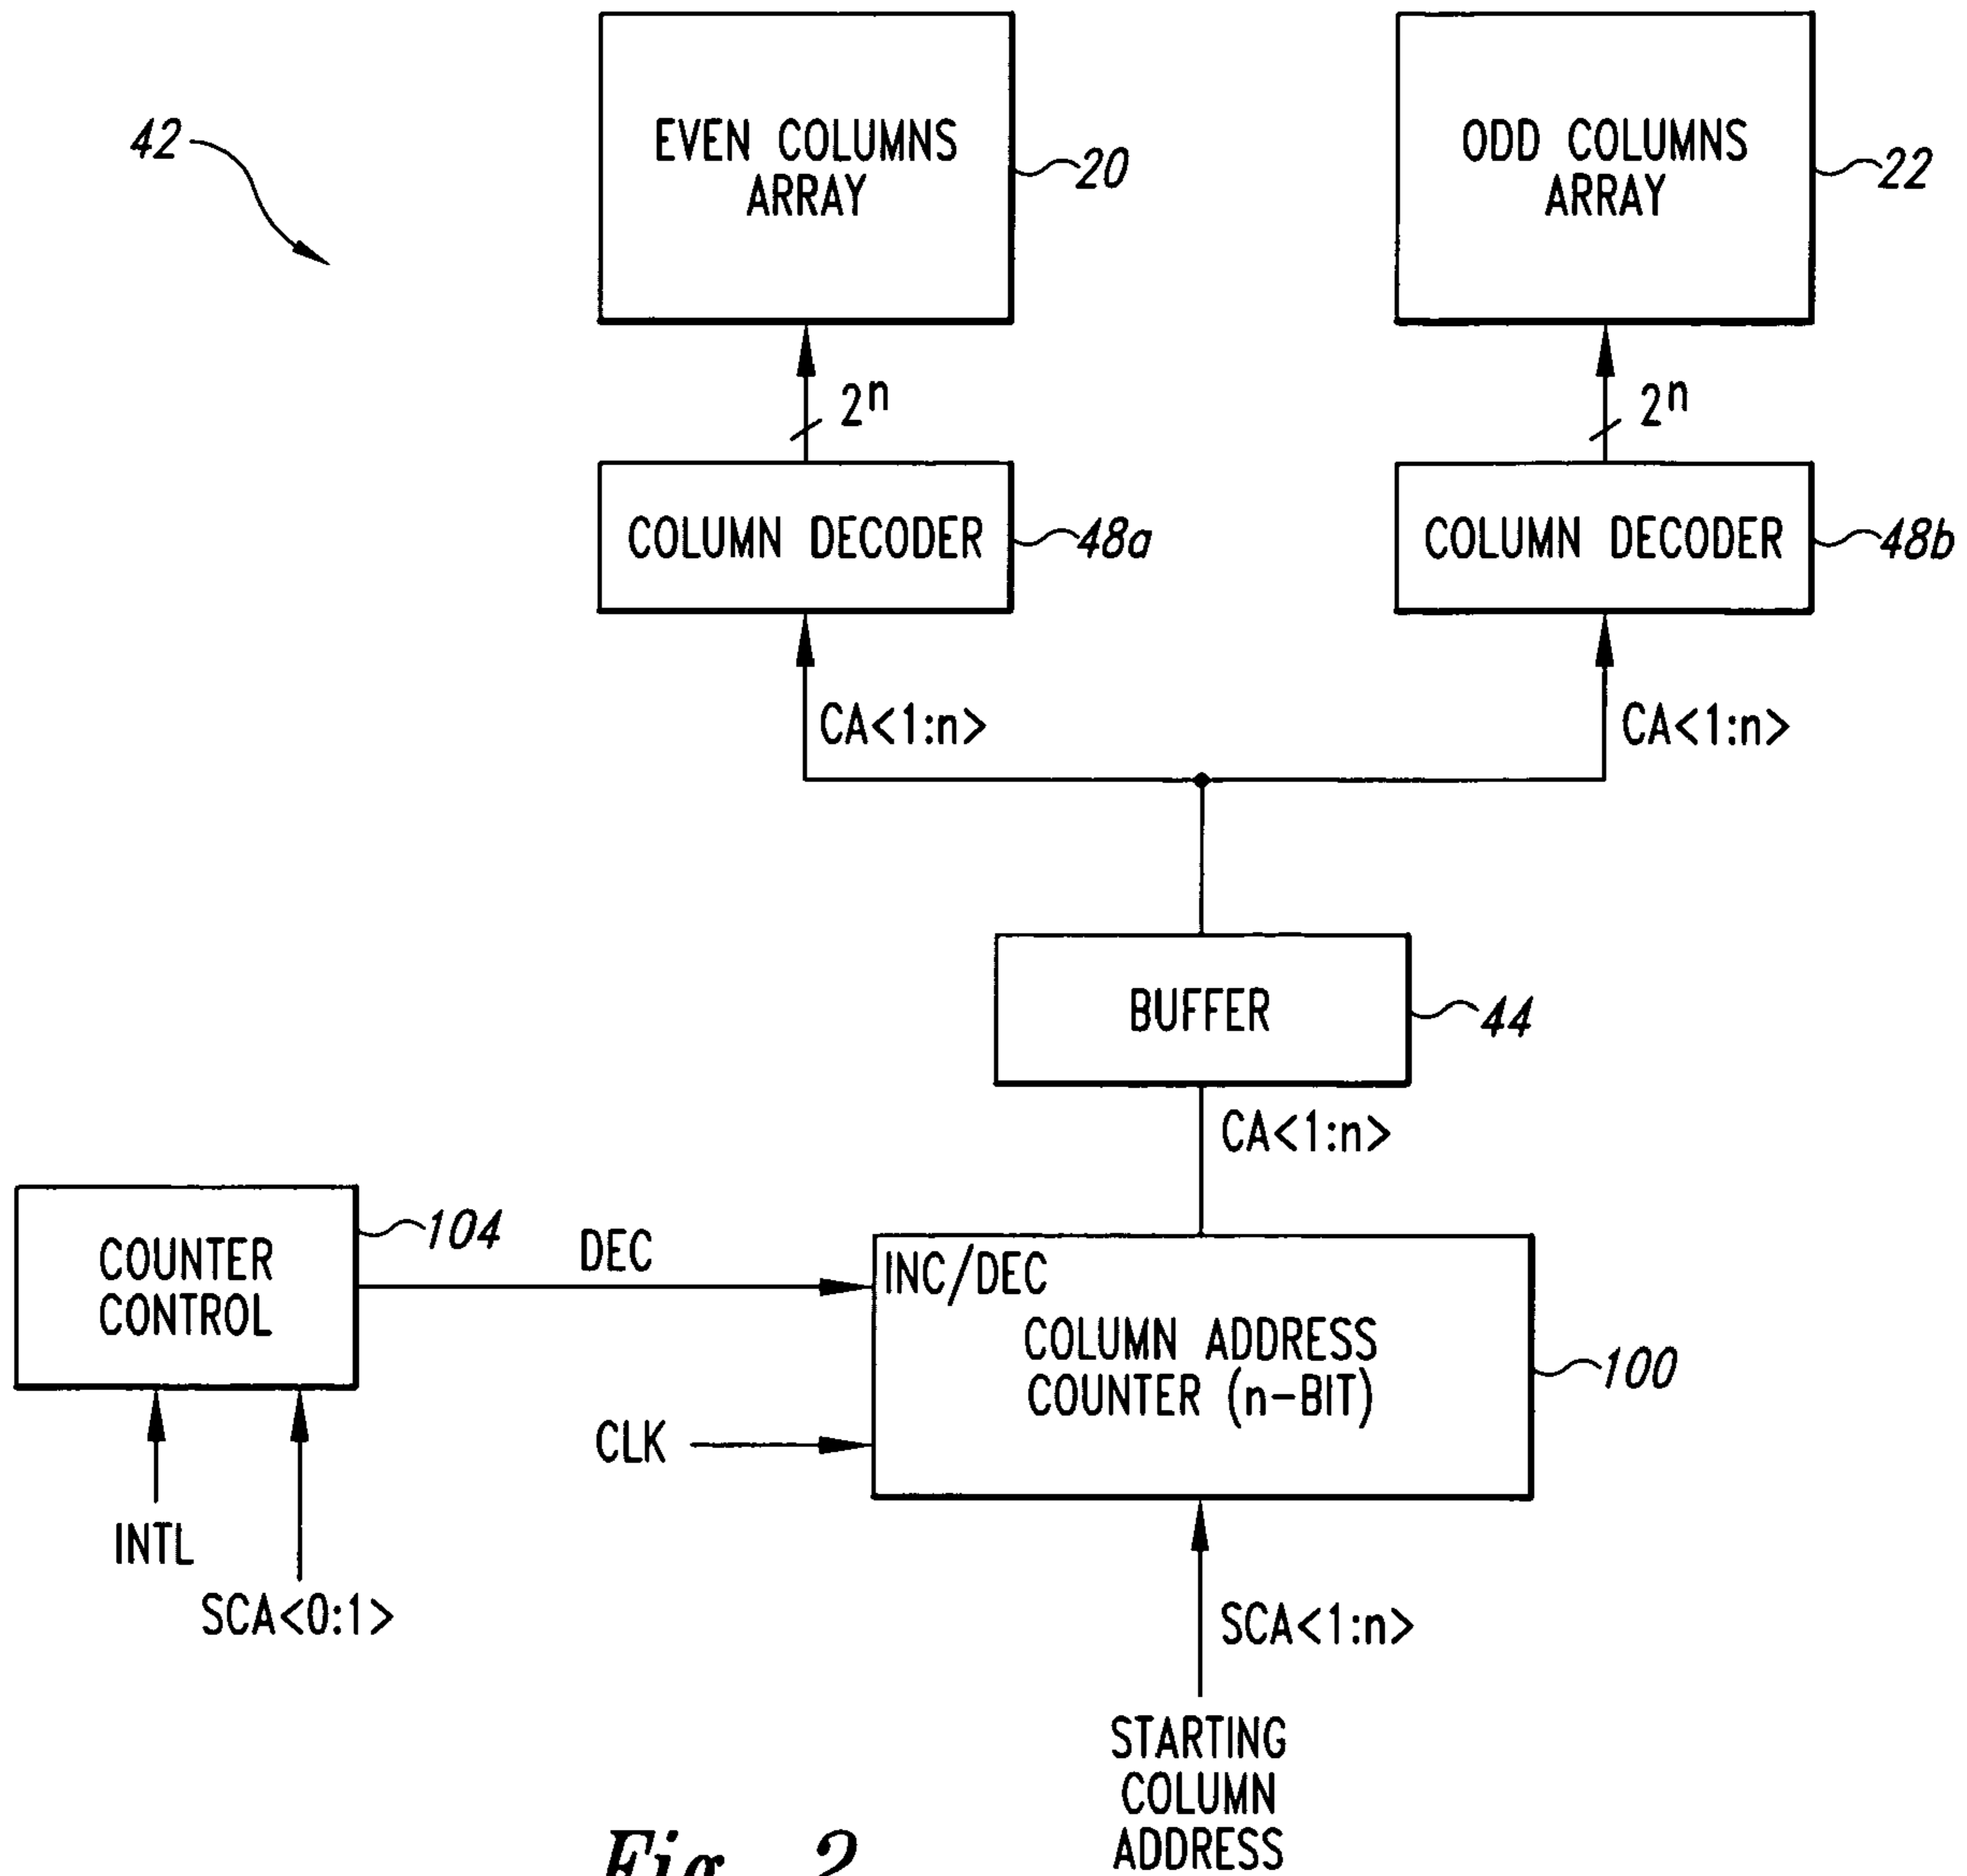 42
EVEN COLUMNS
ARRAY
20
ODD COLUMNS
ARRAY
22
2ⁿ
2ⁿ
COLUMN DECODER
48a
COLUMN DECODER
48b
CA<1:n>
CA<1:n>
BUFFER
44
CA<1:n>
COUNTER
CONTROL
104
DEC
INC/DEC
COLUMN ADDRESS
COUNTER (n-BIT)
100
CLK
INTL
SCA<0:1>
SCA<1:n>
STARTING
COLUMN
ADDRESS
Fig. 2